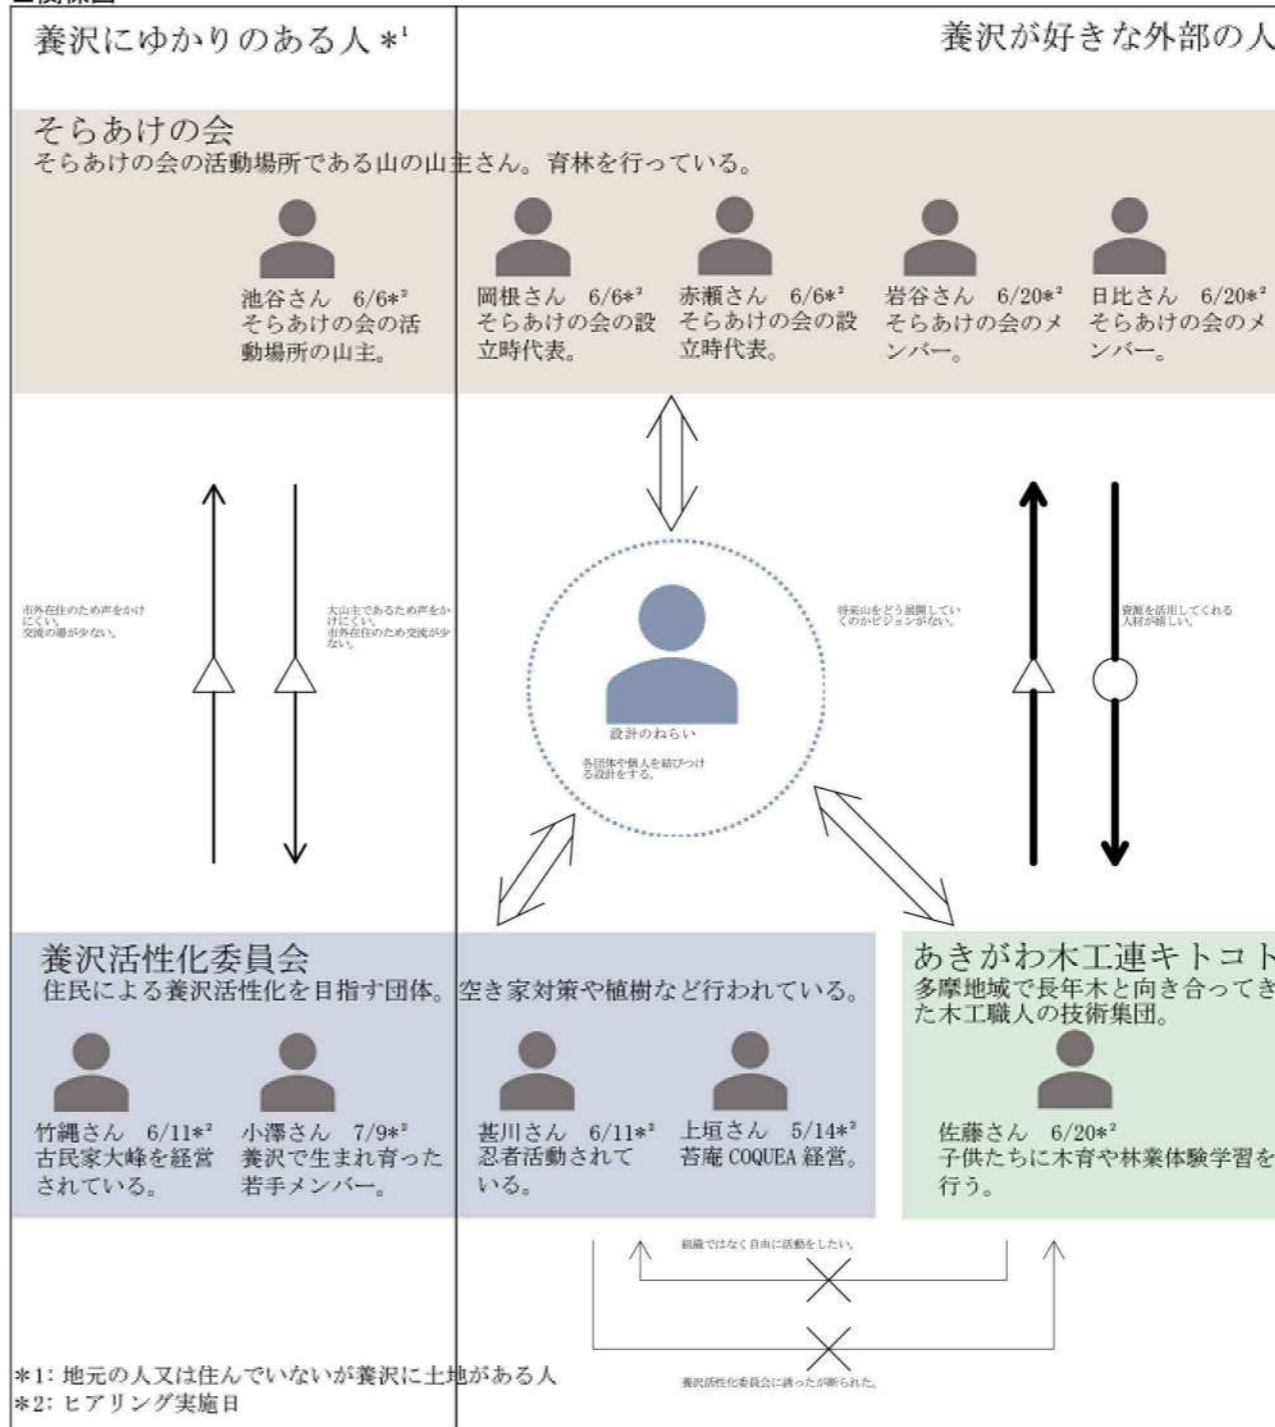 養沢にゆかりのある人 *¹
養沢が好きな外部の人
そらあけの会
そらあけの会の活動場所である山の山主さん。育林を行っている。
池谷さん 6/6*²
そらあけの会の活
動場所の山主。
岡根さん 6/6*²
そらあけの会の設
立時代表。
赤瀬さん 6/6*²
そらあけの会の設
立時代表。
岩谷さん 6/20*²
そらあけの会のメ
ンバー。
日比さん 6/20*²
そらあけの会のメ
ンバー。
市外在住のため声をかけ
にくい。
交流の場が少ない。
大山主であるため声をか
けにくい。
市外在住のため交流が少
ない。
設計のねらい
各団体や個人を結びつけ
る設計をする。
将来山をどう展開してい
くのかビジョンがない。
資源を活用してくれる
人材が嬉しい。
養沢活性化委員会
住民による養沢活性化を目指す団体。空き家対策や植樹など行われている。
竹縄さん 6/11*²
古民家大峰を経営
されている。
小澤さん 7/9*²
養沢で生まれ育った
若手メンバー。
甚川さん 6/11*²
忍者活動されて
いる。
上垣さん 5/14*²
苔庵 COQUEA 経営。
あきがわ木工連キトコト
多摩地域で長年木と向き合ってき
た木工職人の技術集団。
佐藤さん 6/20*²
子供たちに木育や林業体験学習を
行う。
組織ではなく自由に活動をしたい。
養沢活性化委員会に誘ったが断られた。
*1: 地元の人又は住んでいないが養沢に土地がある人
*2: ヒアリング実施日